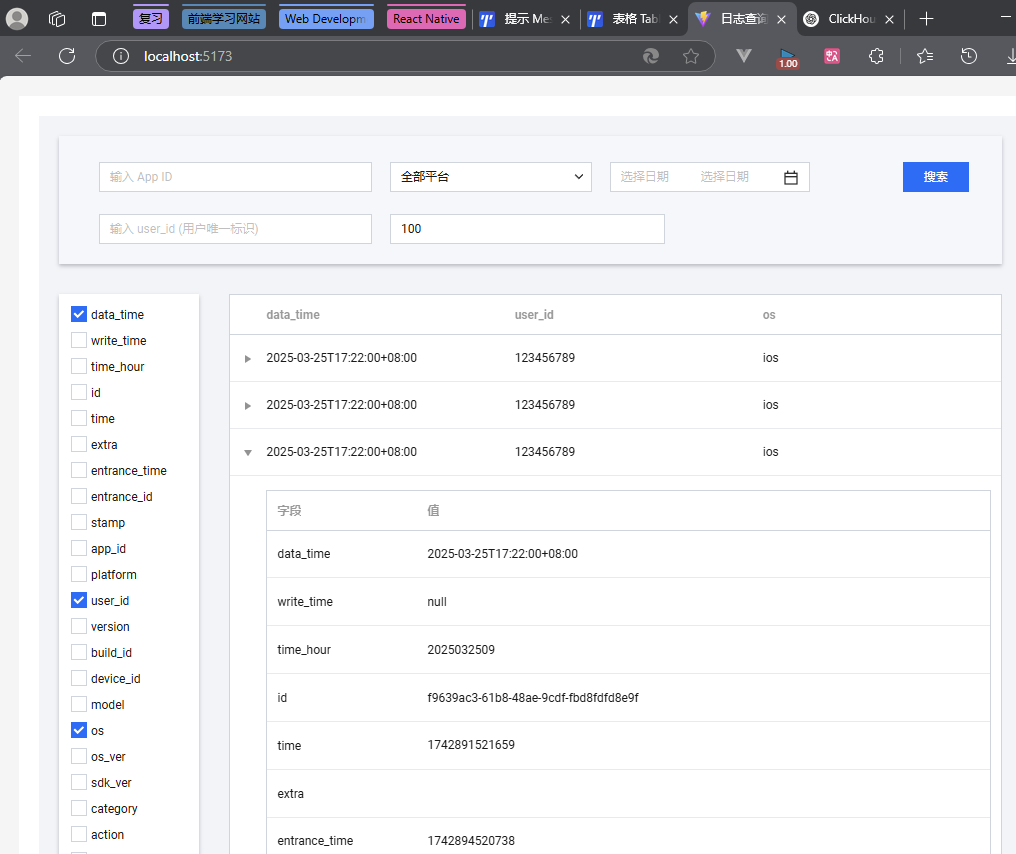 复习
前端学习网站
Web Developm
React Native
提示 Mes
表格 Tabl
日志查询
ClickHou
localhost:5173
1.00
输入 App ID
全部平台
选择日期
选择日期
搜索
输入 user_id (用户唯一标识)
100
data_time
write_time
time_hour
id
time
extra
entrance_time
entrance_id
stamp
app_id
platform
user_id
version
build_id
device_id
model
os
os_ver
sdk_ver
category
action
data_time user_id os
2025-03-25T17:22:00+08:00 123456789 ios
2025-03-25T17:22:00+08:00 123456789 ios
2025-03-25T17:22:00+08:00 123456789 ios
字段 值
data_time 2025-03-25T17:22:00+08:00
write_time null
time_hour 2025032509
id f9639ac3-61b8-48ae-9cdf-fbd8fdfd8e9f
time 1742891521659
extra
entrance_time 1742894520738